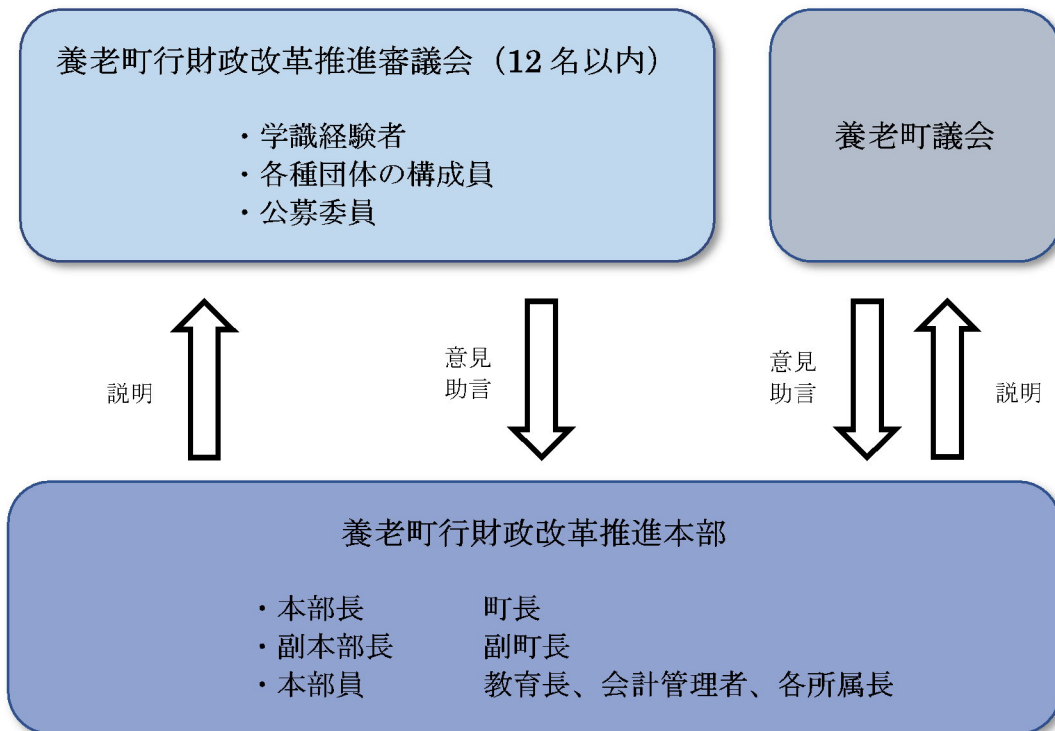 養老町行財政改革推進審議会（12名以内）
・学識経験者
・各種団体の構成員
・公募委員
養老町議会
説明
意見
助言
意見
助言
説明
養老町行財政改革推進本部
・本部長 町長
・副本部長 副町長
・本部員 教育長、会計管理者、各所属長